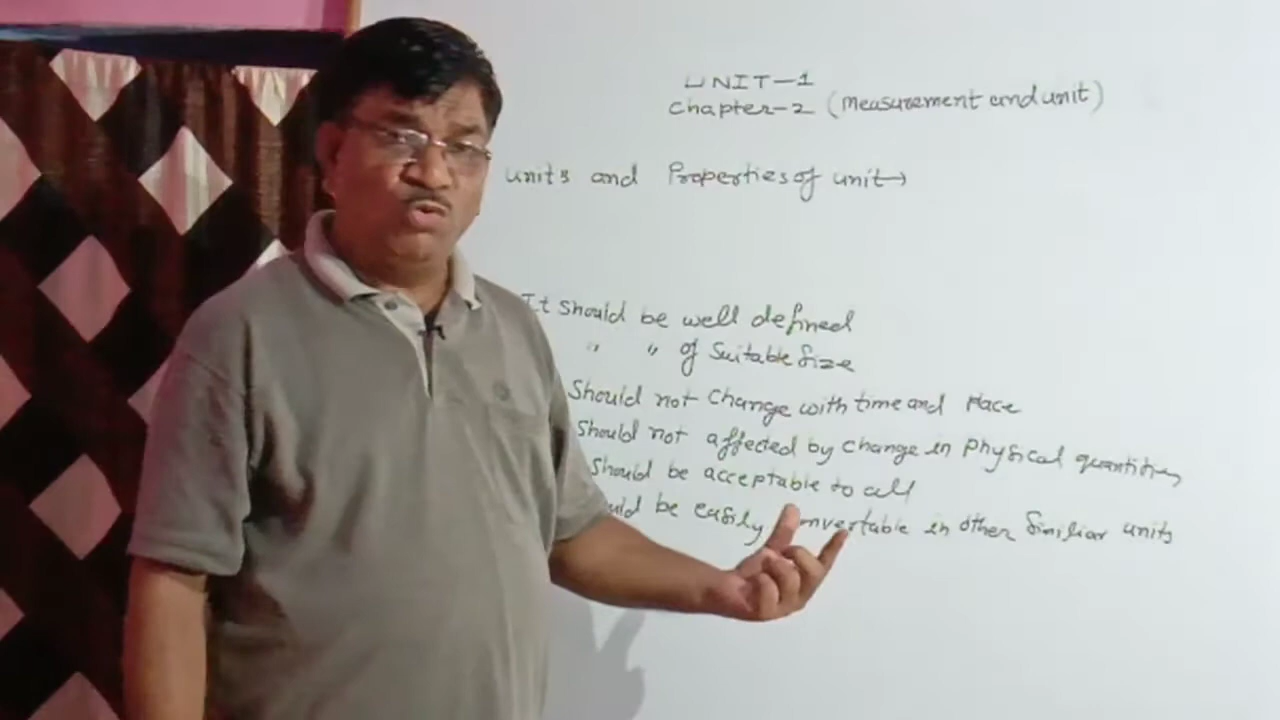 UNIT-1
Chapter-2 (Measurement and unit)
units and Properties of unit→
It should be well defined
" " of Suitable Size
Should not change with time and Place
Should not affected by change in Physical quantities
Should be acceptable to all
be easily in other Similiar units